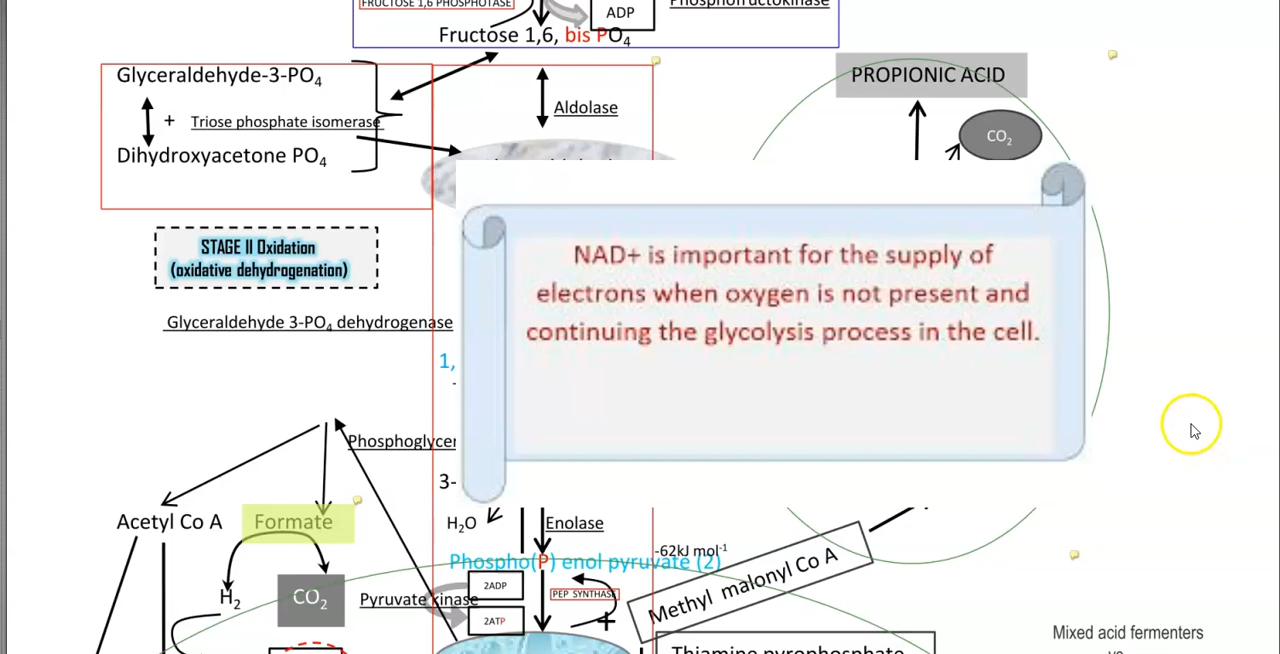 FRUCTOSE 1,6 PHOSPHOTASE
ADP
Phosphofructokinase
Fructose 1,6, bis PO4
Glyceraldehyde-3-PO4
+ Triose phosphate isomerase
Dihydroxyacetone PO4
Aldolase
PROPIONIC ACID
CO2
STAGE II Oxidation
(oxidative dehydrogenation)
Glyceraldehyde 3-PO4 dehydrogenase
NAD+ is important for the supply of
electrons when oxygen is not present and
continuing the glycolysis process in the cell.
1,
Phosphoglycer
3-
Acetyl Co A
Formate
H2O
Enolase
Phospho(P) enol pyruvate (2)
-62kJ mol-1
H2
CO2
Pyruvate kinase
2ADP
2ATP
PEP SYNTHASE
+
Methyl malonyl Co A
Thiamine pyrophosphate
Mixed acid fermenters